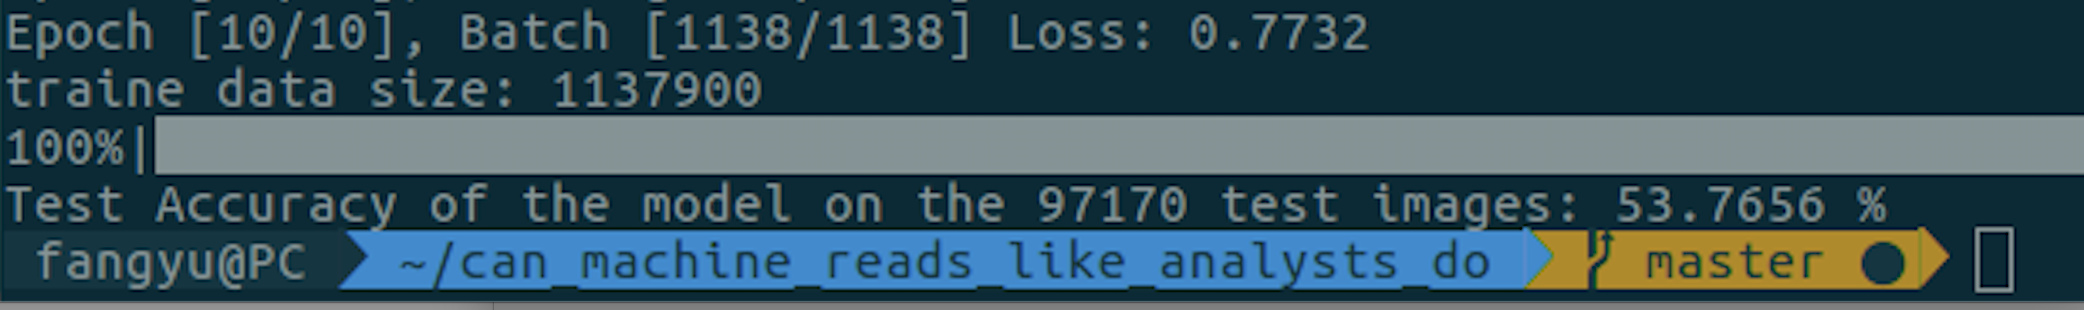 Epoch [10/10], Batch [1138/1138] Loss: 0.7732
traine data size: 1137900
100%|
Test Accuracy of the model on the 97170 test images: 53.7656 %
fangyu@PC ~/can_machine_reads_like_analysts_do master